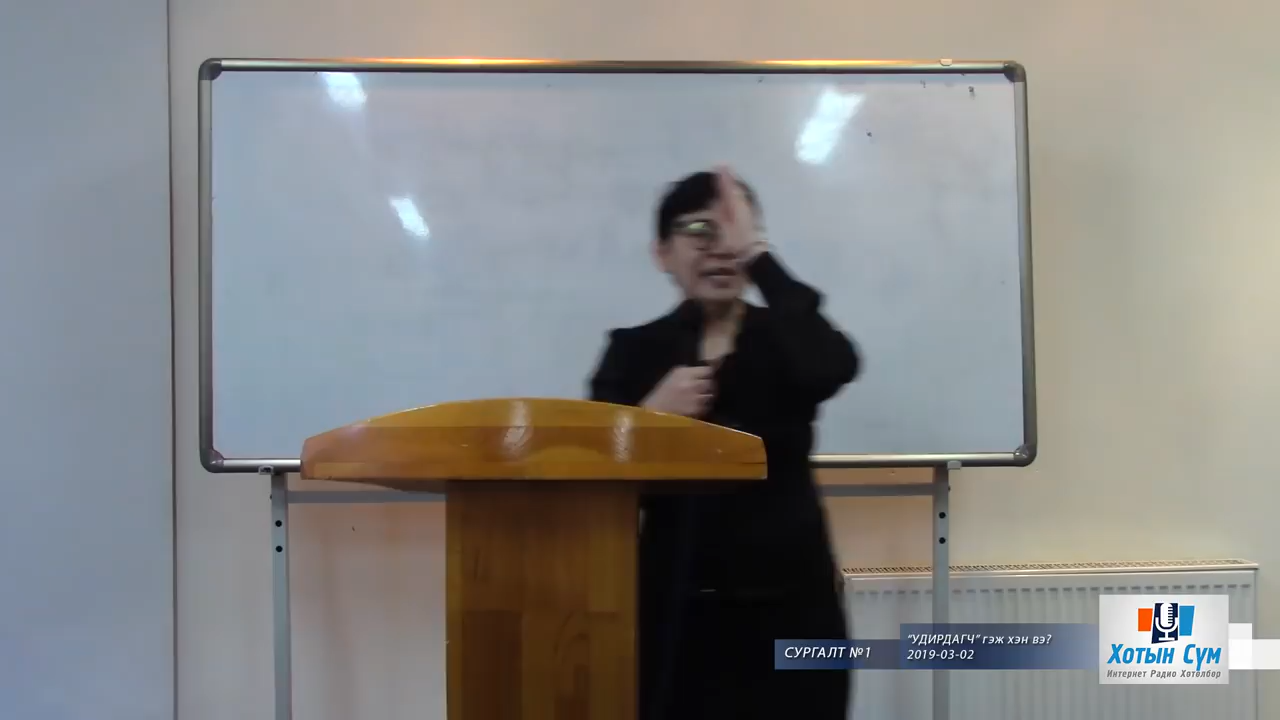 СУРГАЛТ №1
"УДИРДАГЧ" гэж хэн вэ?
2019-03-02
Хотын Сүм
Интернет Радио Хөтөлбөр